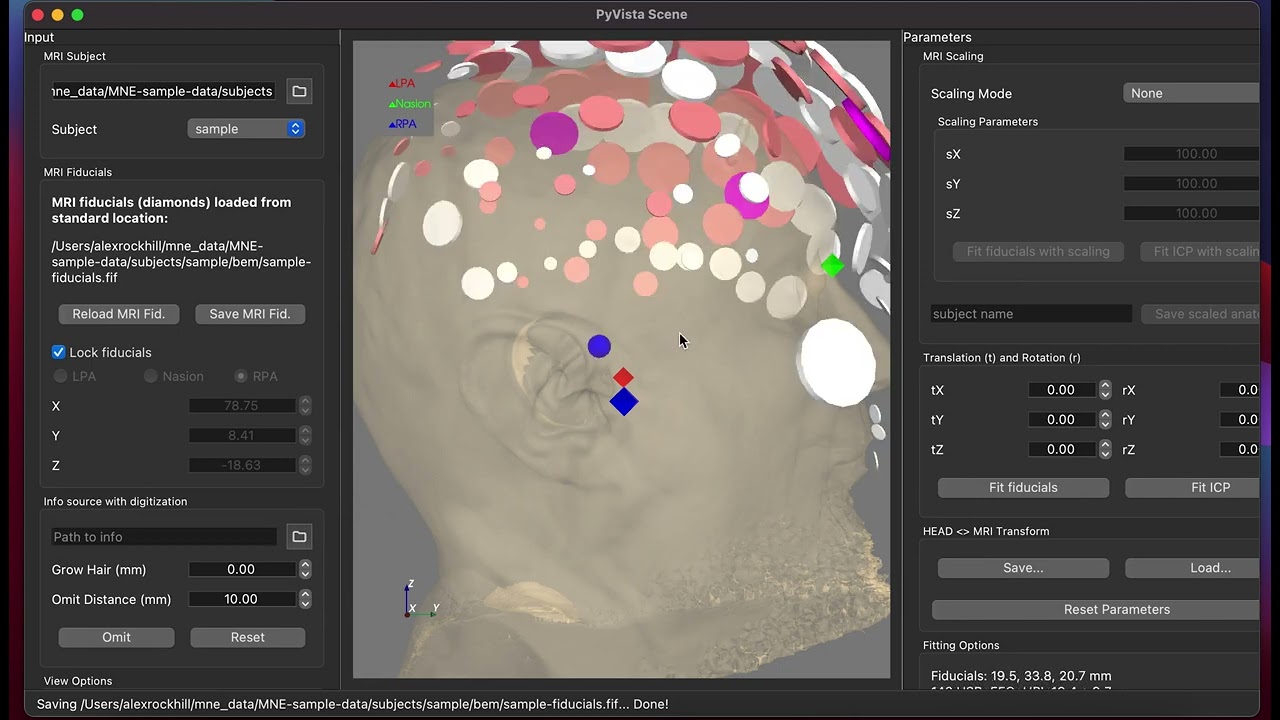 PyVista Scene
Input
MRI Subject
nne_data/MNE-sample-data/subjects
Subject
sample
MRI Fiducials
MRI fiducials (diamonds) loaded from
standard location:
/Users/alexrockhill/mne_data/MNE-
sample-data/subjects/sample/bem/sample-
fiducials.fif
Reload MRI Fid.
Save MRI Fid.
Lock fiducials
LPA
Nasion
RPA
X
78.75
Y
8.41
Z
-18.63
Info source with digitization
Path to info
Grow Hair (mm)
0.00
Omit Distance (mm)
10.00
Omit
Reset
View Options
LPA
Nasion
RPA
Z
X
Y
Parameters
MRI Scaling
Scaling Mode
None
Scaling Parameters
sX
100.00
sY
100.00
sZ
100.00
Fit fiducials with scaling
Fit ICP with scalin
subject name
Save scaled anat
Translation (t) and Rotation (r)
tX
0.00
rX
0.0
tY
0.00
rY
0.0
tZ
0.00
rZ
0.0
Fit fiducials
Fit ICP
HEAD <> MRI Transform
Save...
Load...
Reset Parameters
Fitting Options
Fiducials: 19.5, 33.8, 20.7 mm
Saving /Users/alexrockhill/mne_data/MNE-sample-data/subjects/sample/bem/sample-fiducials.fif... Done!